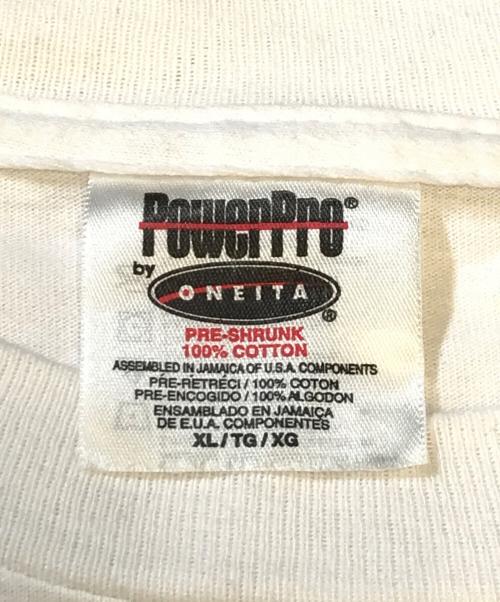 PowerPro®
by
ONEITA®
PRE-SHRUNK
100% COTTON
ASSEMBLED IN JAMAICA OF U.S.A. COMPONENTS
PRE-RÉTRÉCI / 100% COTON
PRE-ENCOGIDO / 100% ALGODON
ENSAMBLADO EN JAMAICA
DE E.U.A. COMPONENTES
XL / TG / XG